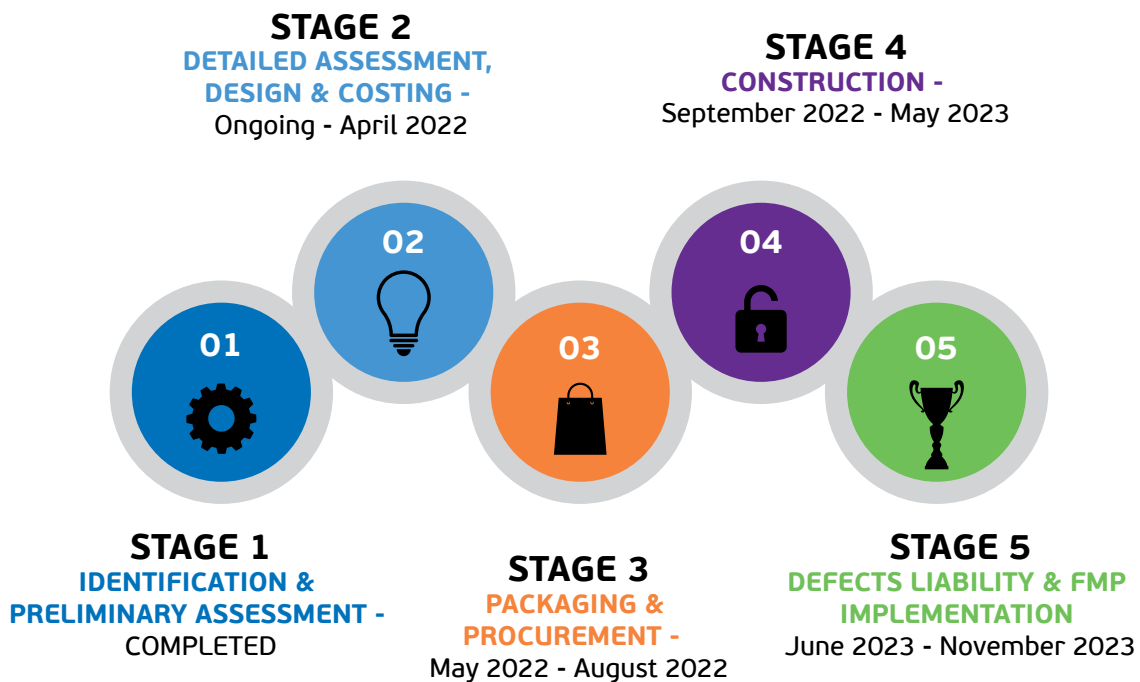 STAGE 2
DETAILED ASSESSMENT,
DESIGN & COSTING -
Ongoing - April 2022
STAGE 4
CONSTRUCTION -
September 2022 - May 2023
02
04
01
03
05
STAGE 1
IDENTIFICATION &
PRELIMINARY ASSESSMENT -
COMPLETED
STAGE 3
PACKAGING &
PROCUREMENT -
May 2022 - August 2022
STAGE 5
DEFECTS LIABILITY & FMP
IMPLEMENTATION
June 2023 - November 2023